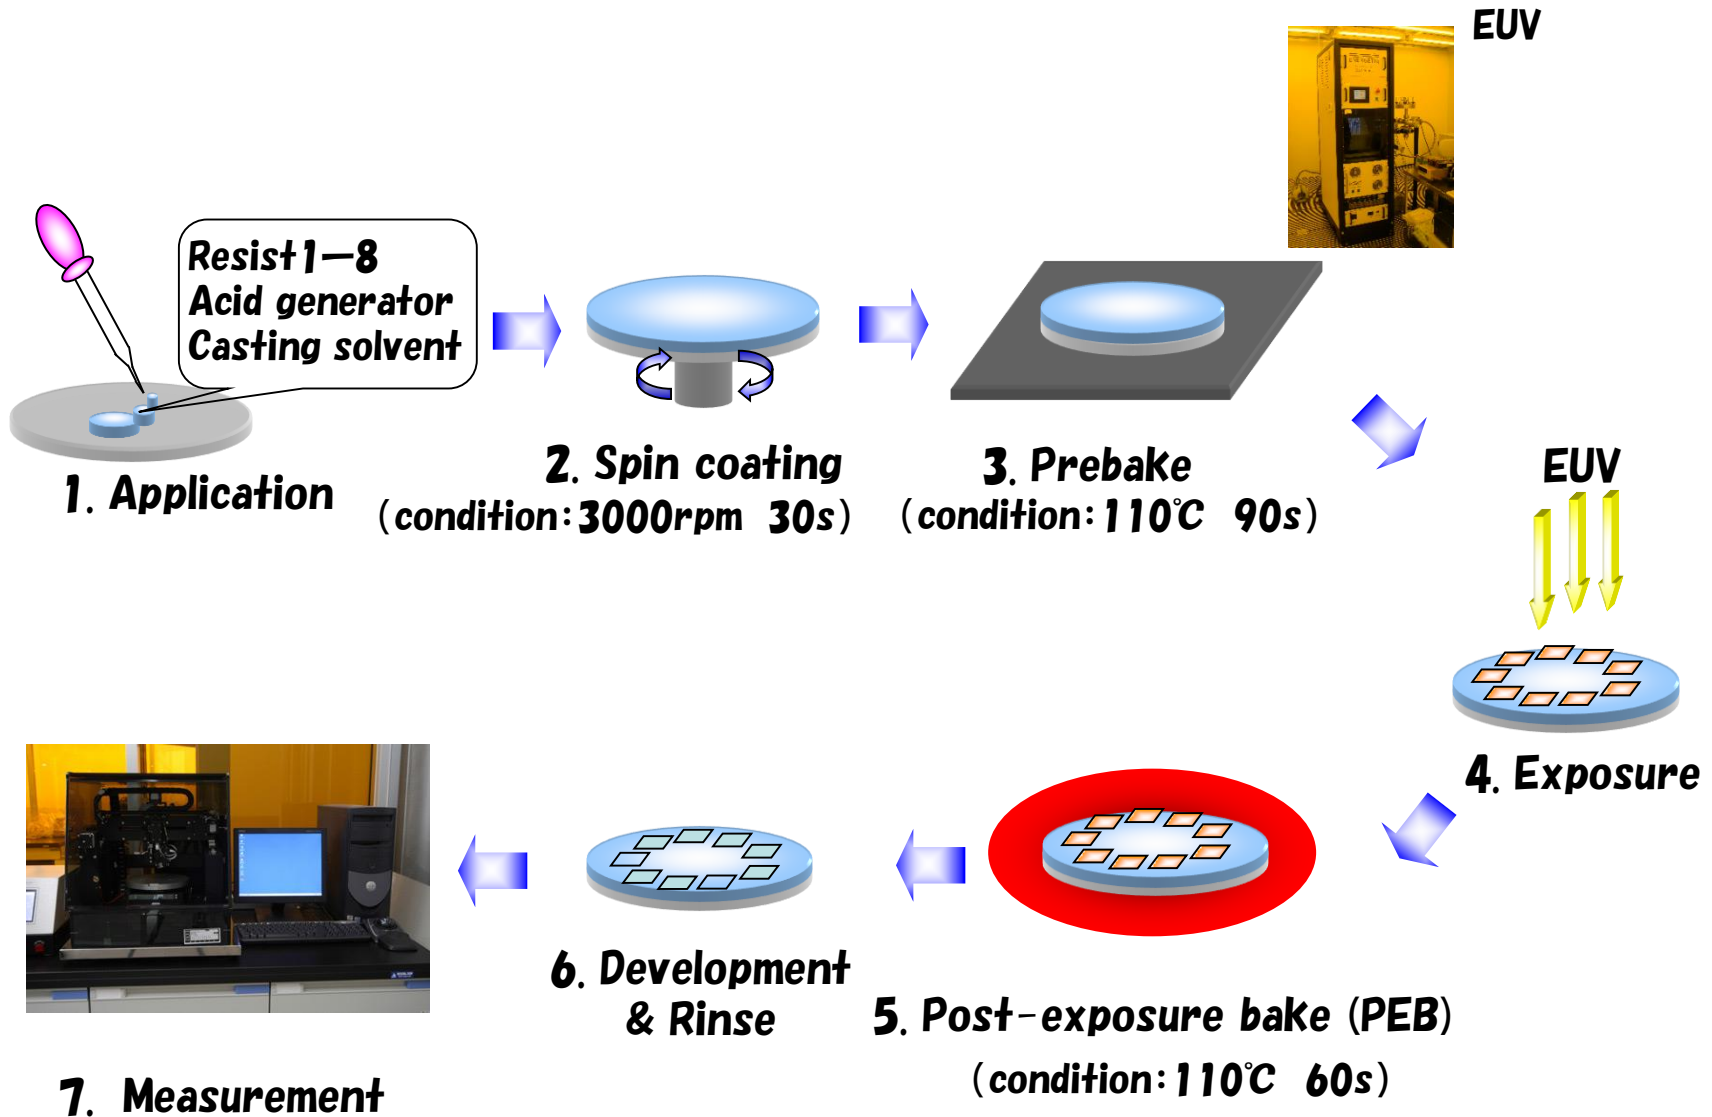 EUV
Resist1-8
Acid generator
Casting solvent
1. Application
2. Spin coating
(condition:3000rpm 30s)
3. Prebake
(condition:110℃ 90s)
EUV
4. Exposure
5. Post-exposure bake (PEB)
(condition:110℃ 60s)
6. Development
& Rinse
7. Measurement